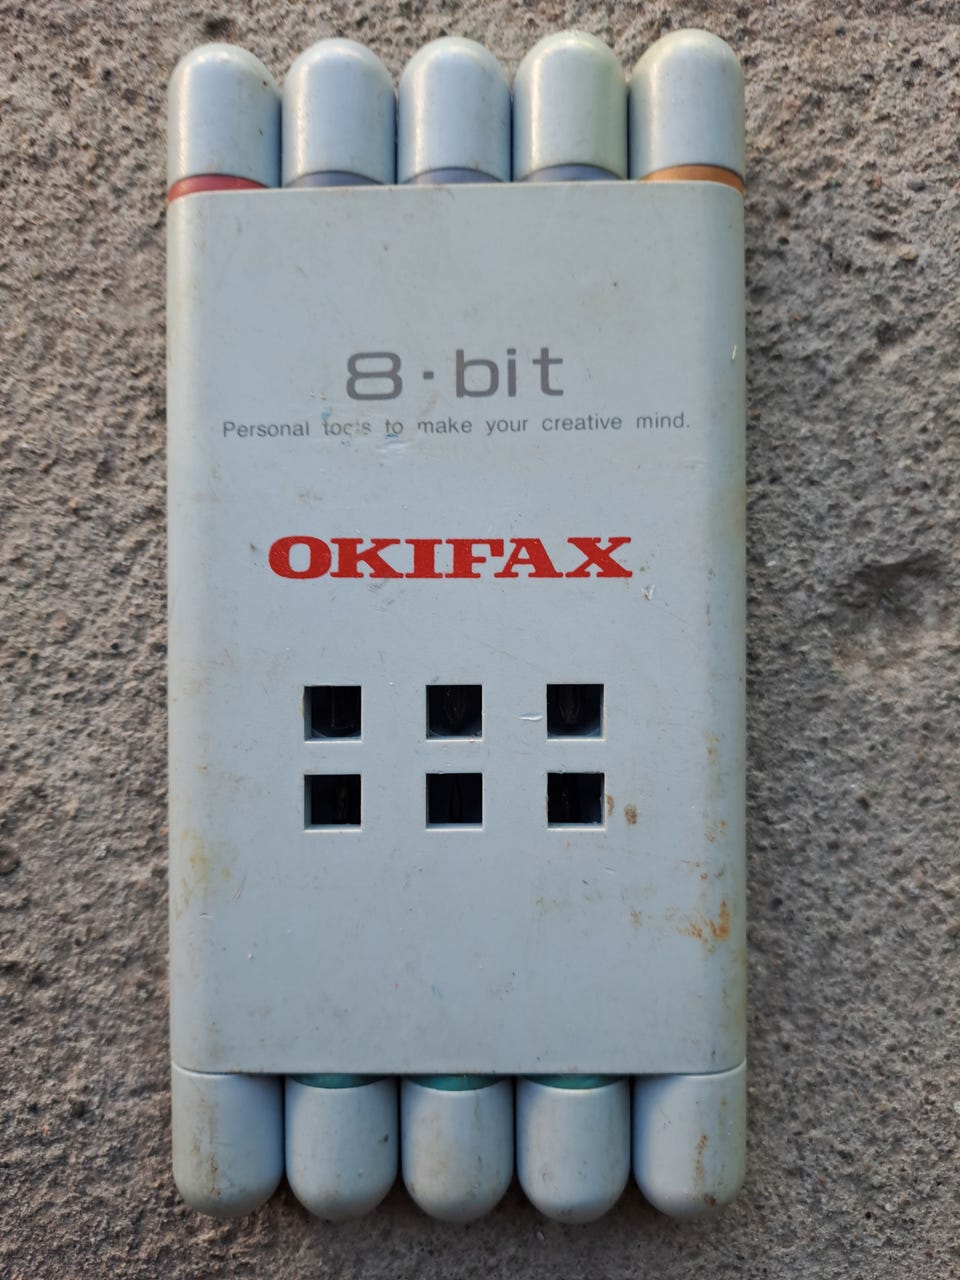 8·bit
Personal tools to make your creative mind.
OKIFAX